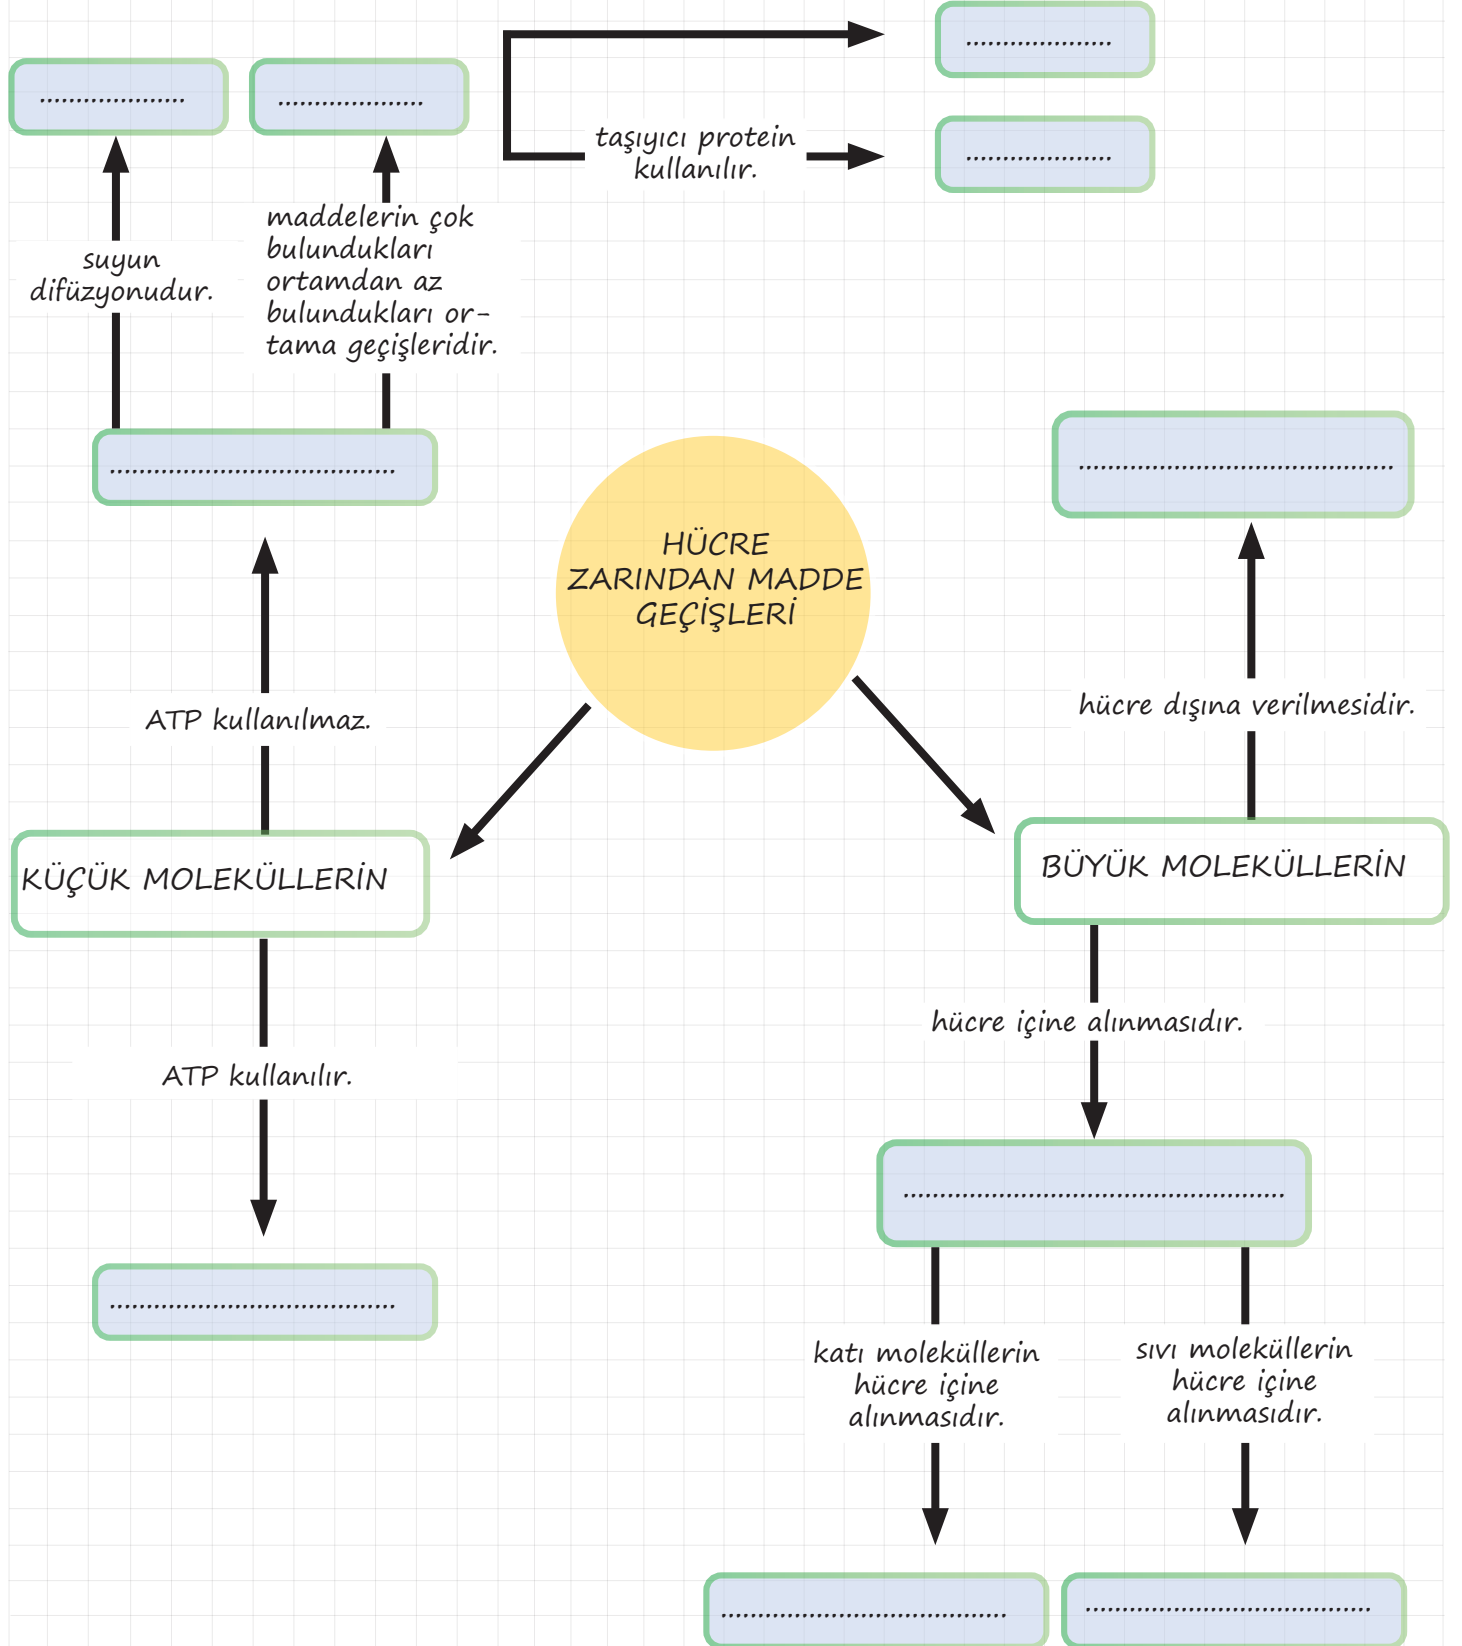 ....................
....................
....................
taşıyıcı protein
kullanılır.
....................
suyun
difüzyonudur.
maddelerin çok
bulundukları
ortamdan az
bulundukları or-
tama geçişleridir.
.......................................
...........................................
HÜCRE
ZARINDAN MADDE
GEÇİŞLERİ
ATP kullanılmaz.
hücre dışına verilmesidir.
KÜÇÜK MOLEKÜLLERİN
BÜYÜK MOLEKÜLLERİN
hücre içine alınmasıdır.
ATP kullanılır.
....................................................
.......................................
katı moleküllerin
hücre içine
alınmasıdır.
sıvı moleküllerin
hücre içine
alınmasıdır.
.......................................
.......................................